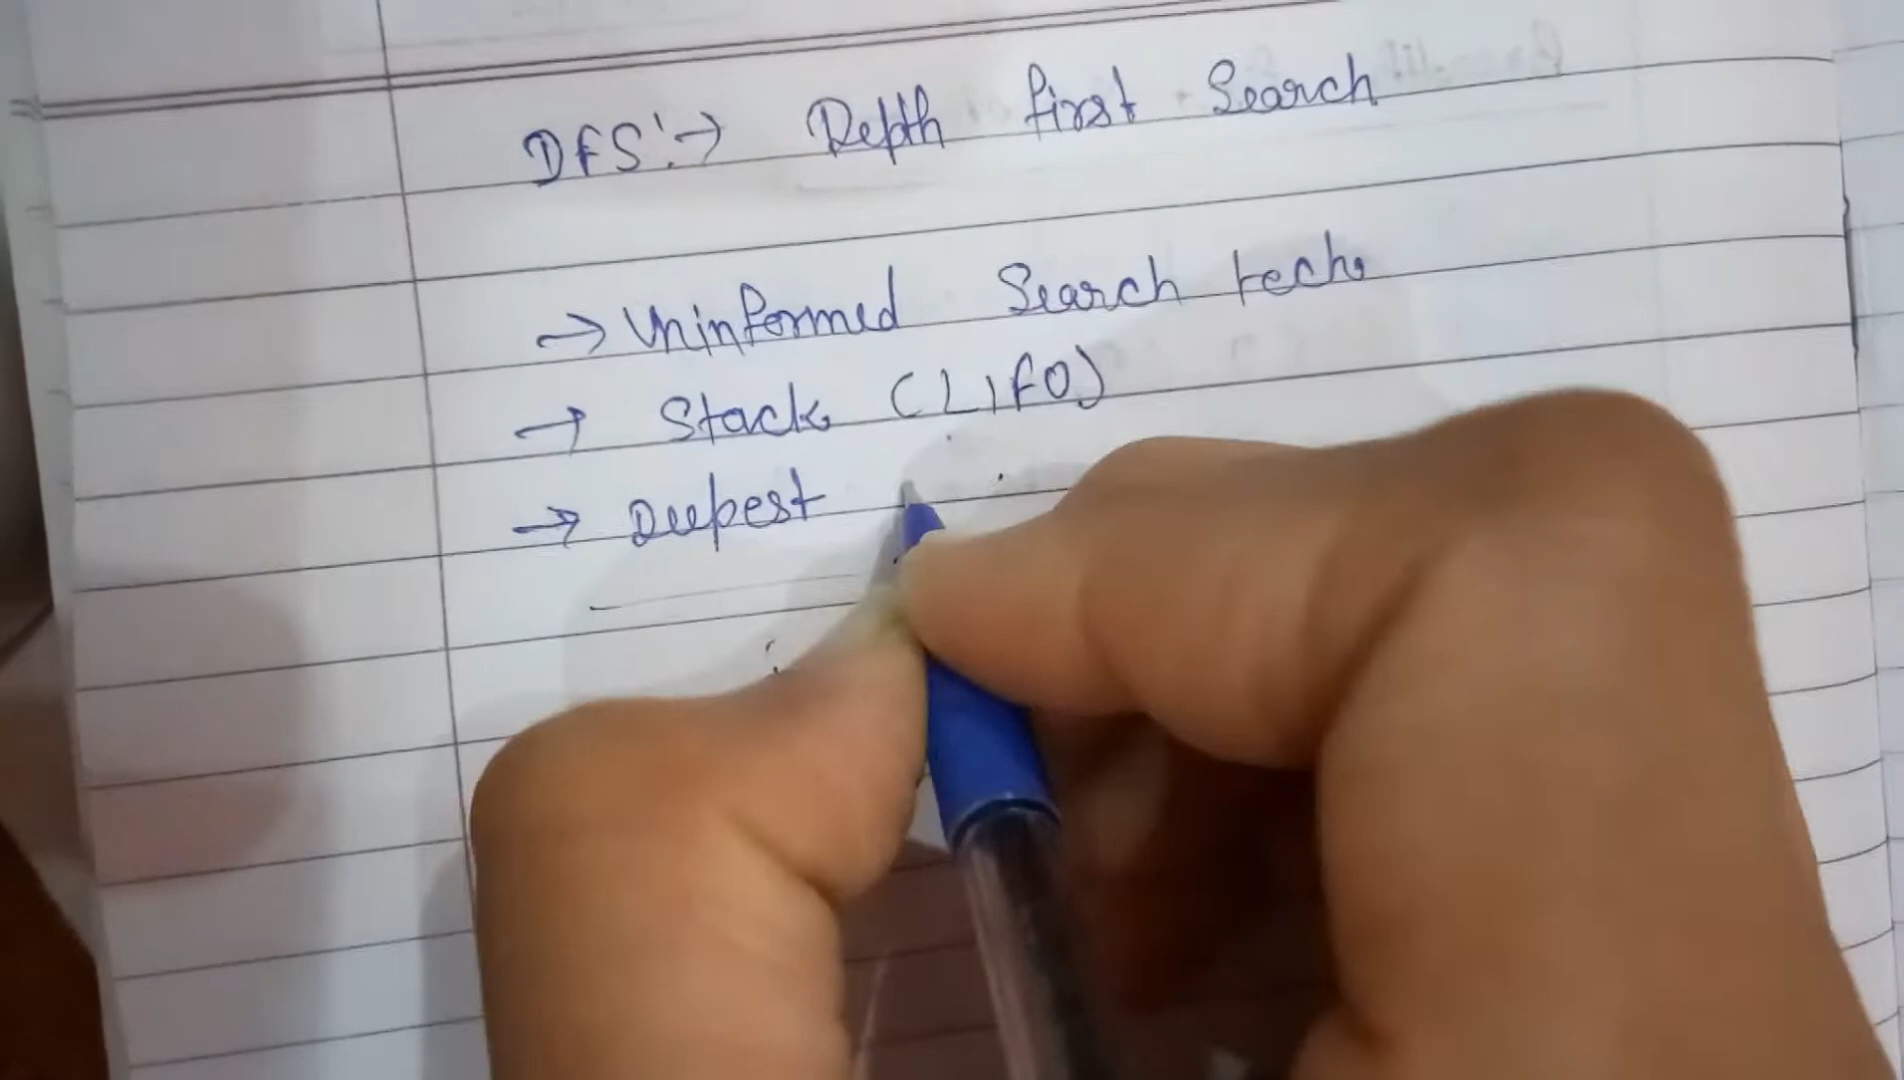 DFS:→ Depth first Search
→ Uninformed Search tech.
→ Stack (LIFO)
→ Deepest